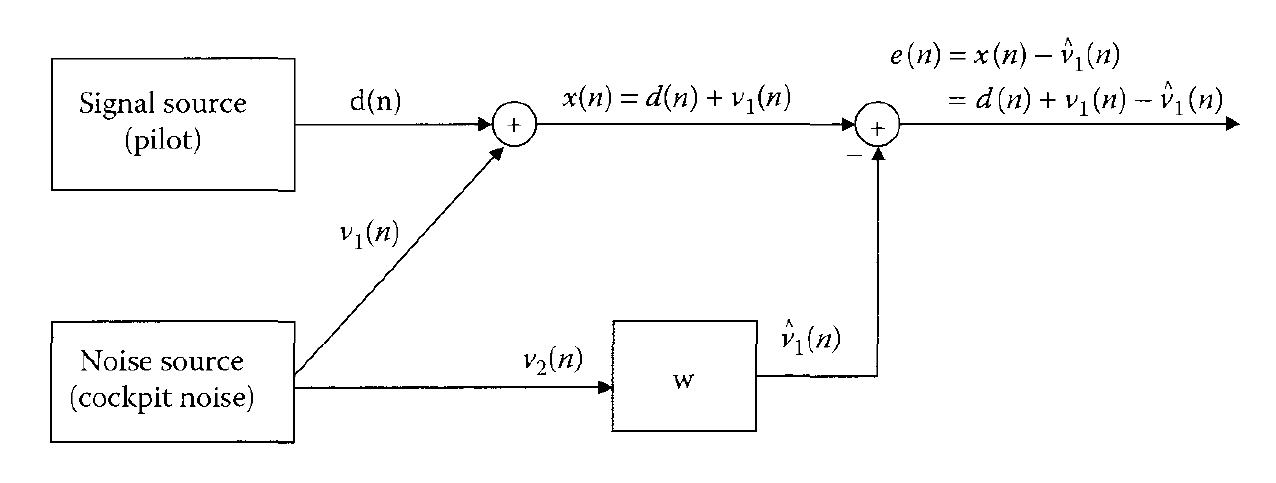 e(n) = x(n) − v̂₁(n)
= d(n) + v₁(n) − v̂₁(n)
Signal source
(pilot)
d(n)
x(n) = d(n) + v₁(n)
+
+
−
v₁(n)
Noise source
(cockpit noise)
v₂(n)
w
v̂₁(n)